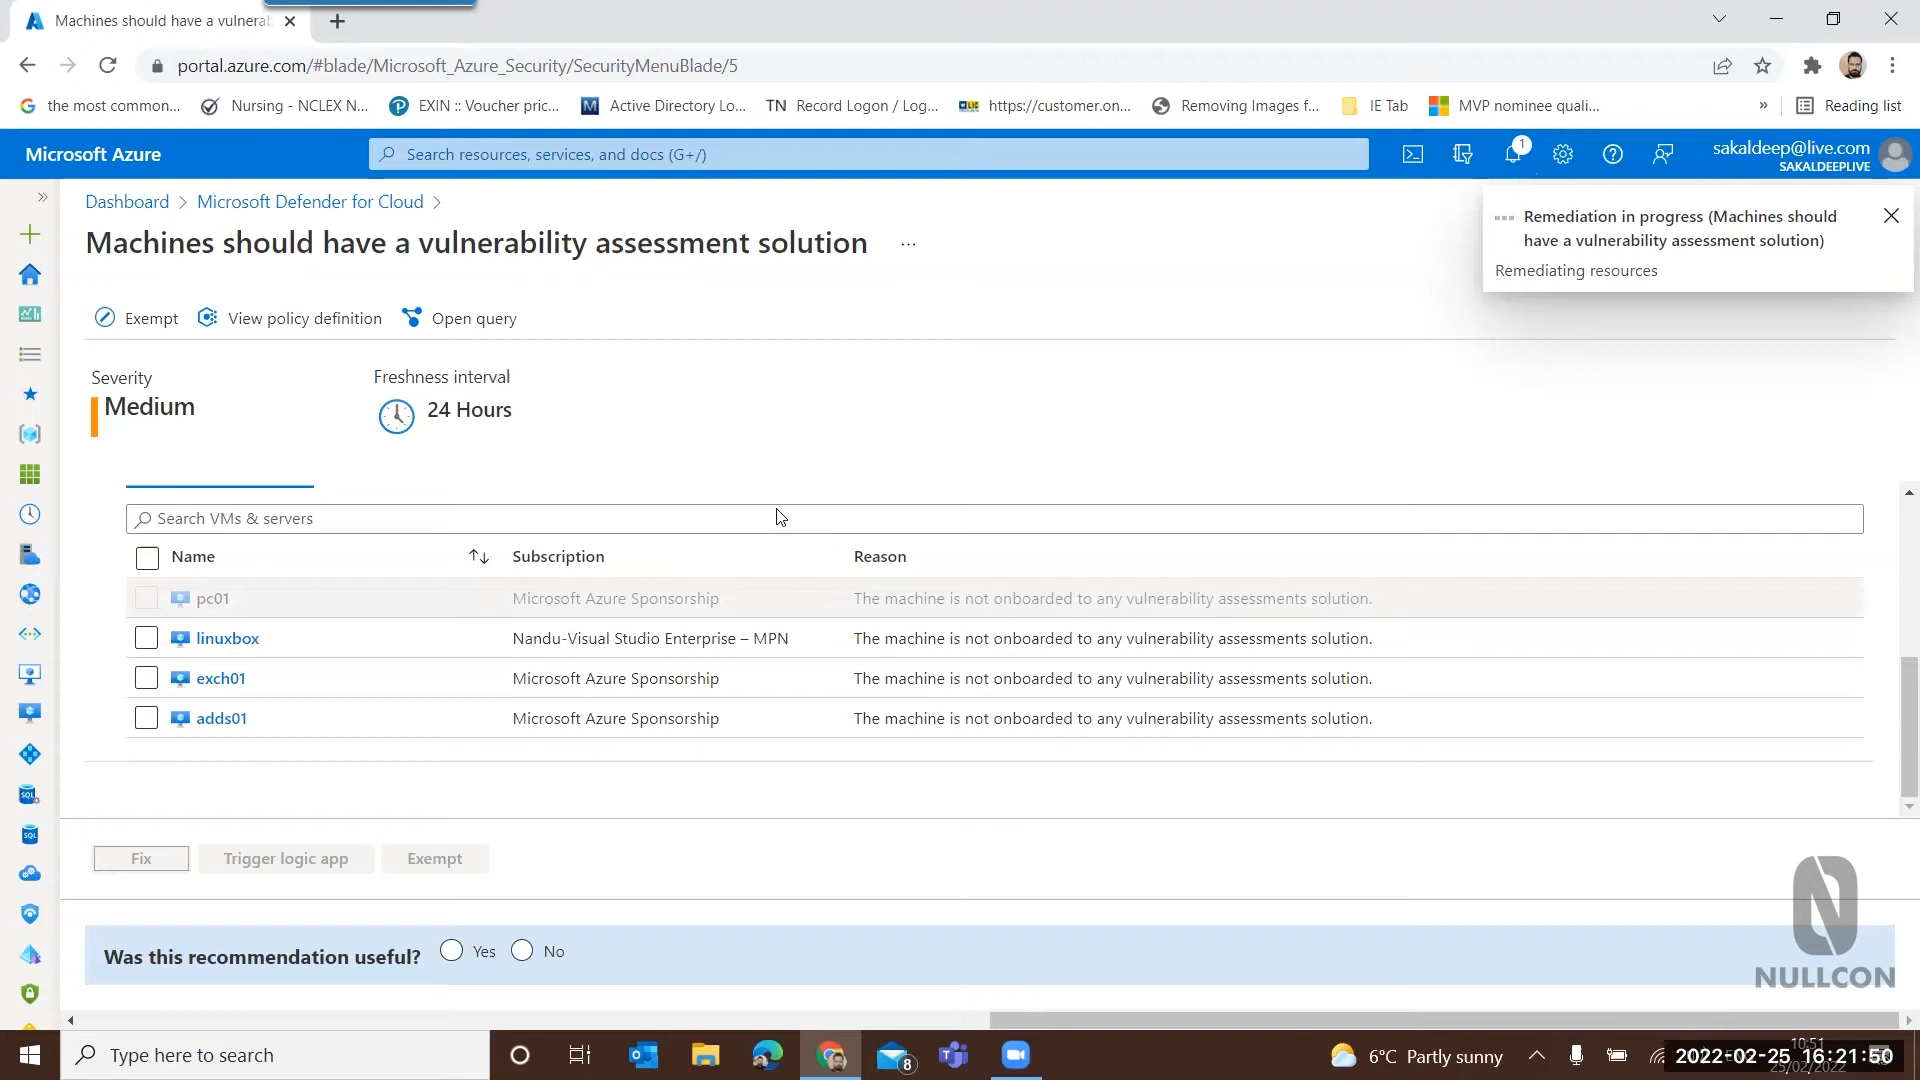 Machines should have a vulnerab
portal.azure.com/#blade/Microsoft_Azure_Security/SecurityMenuBlade/5
the most common...
Nursing - NCLEX N...
EXIN :: Voucher pric...
Active Directory Lo...
TN Record Logon / Log...
https://customer.on...
Removing Images f...
IE Tab
MVP nominee quali...
»
Reading list
Microsoft Azure
Search resources, services, and docs (G+/)
1
sakaldeep@live.com
SAKALDEEPLIVE
Dashboard > Microsoft Defender for Cloud >
Machines should have a vulnerability assessment solution ...
Remediation in progress (Machines should
have a vulnerability assessment solution)
Remediating resources
Exempt
View policy definition
Open query
Severity
Medium
Freshness interval
24 Hours
Search VMs & servers
Name Subscription Reason
pc01 Microsoft Azure Sponsorship The machine is not onboarded to any vulnerability assessments solution.
linuxbox Nandu-Visual Studio Enterprise – MPN The machine is not onboarded to any vulnerability assessments solution.
exch01 Microsoft Azure Sponsorship The machine is not onboarded to any vulnerability assessments solution.
adds01 Microsoft Azure Sponsorship The machine is not onboarded to any vulnerability assessments solution.
Fix
Trigger logic app
Exempt
Was this recommendation useful? Yes No
NULLCON
Type here to search
8
6°C Partly sunny
10:51
2022-02-25 16:21:50
25/02/2022